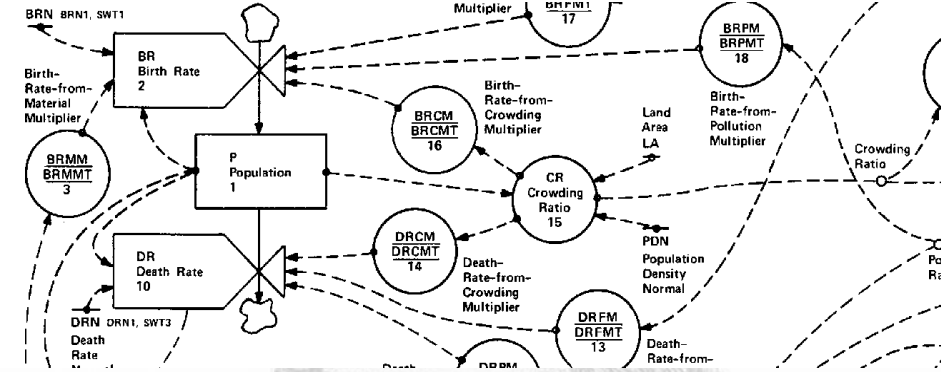 BRN BRN1, SWT1
BR
Birth Rate
2
Birth-
Rate-from-
Material
Multiplier
BRMM
BRMMT
3
P
Population
1
DR
Death Rate
10
DRN DRN1, SWT3
Death
Rate
Multiplier
BRFMT
17
BRPM
BRPMT
18
Birth-
Rate-from-
Pollution
Multiplier
BRCM
BRCMT
16
Birth-
Rate-from-
Crowding
Multiplier
Land
Area
LA
CR
Crowding
Ratio
15
Crowding
Ratio
PDN
Population
Density
Normal
DRCM
DRCMT
14
Death-
Rate-from-
Crowding
Multiplier
DRFM
DRFMT
13
Death-
Rate-from-
DRPM
Death-